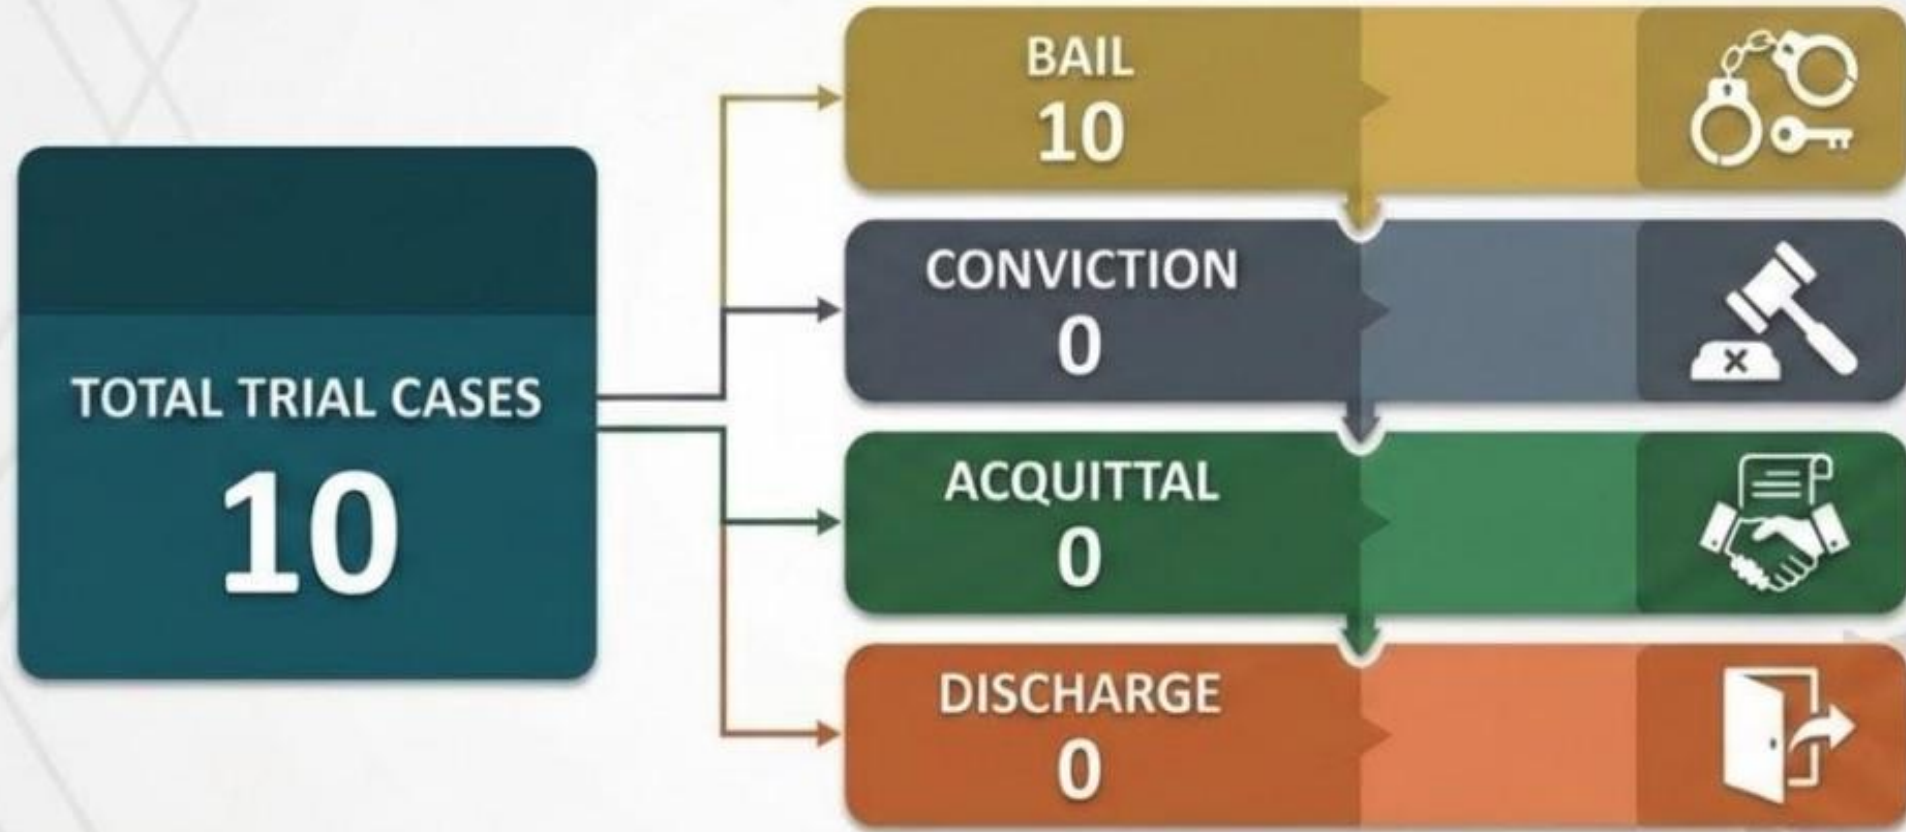 TOTAL TRIAL CASES
10
BAIL
10
CONVICTION
0
ACQUITTAL
0
DISCHARGE
0